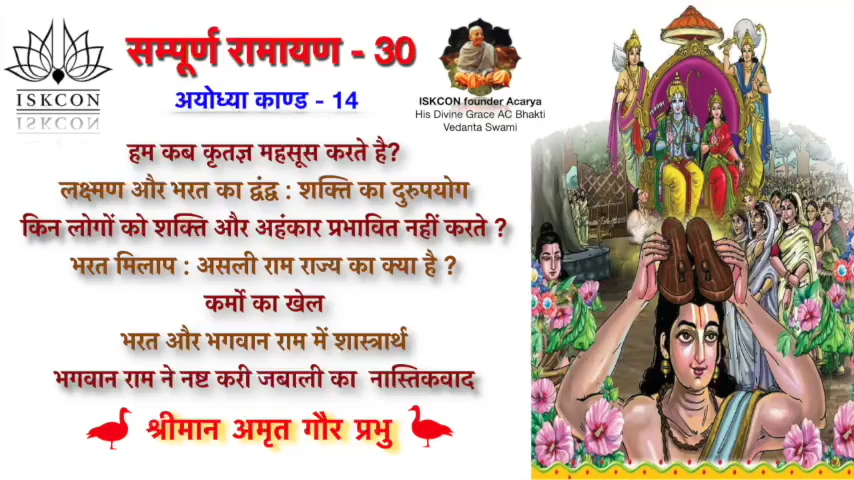 ISKCON
सम्पूर्ण रामायण - 30
अयोध्या काण्ड - 14
ISKCON founder Acarya
His Divine Grace AC Bhakti
Vedanta Swami
हम कब कृतज्ञ महसूस करते है?
लक्ष्मण और भरत का द्वंद्व : शक्ति का दुरुपयोग
किन लोगों को शक्ति और अहंकार प्रभावित नहीं करते ?
भरत मिलाप : असली राम राज्य का क्या है ?
कर्मो का खेल
भरत और भगवान राम में शास्त्रार्थ
भगवान राम ने नष्ट करी जबाली का नास्तिकवाद
श्रीमान अमृत गौर प्रभु